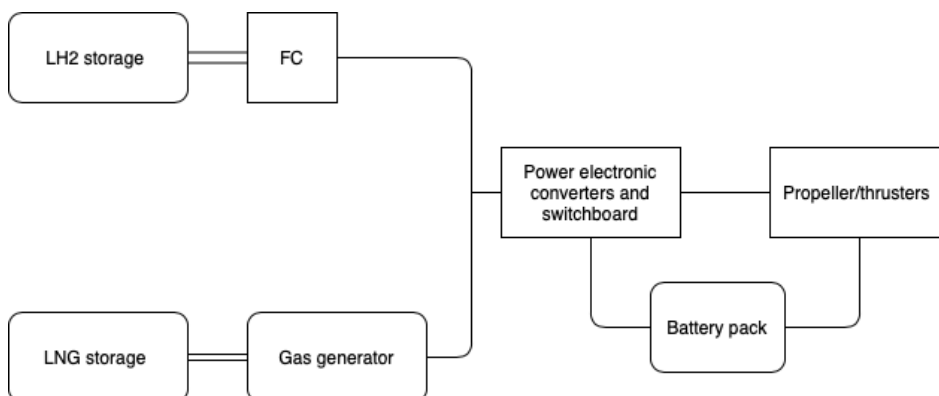 LH2 storage
FC
Power electronic
converters and
switchboard
Propeller/thrusters
Battery pack
LNG storage
Gas generator